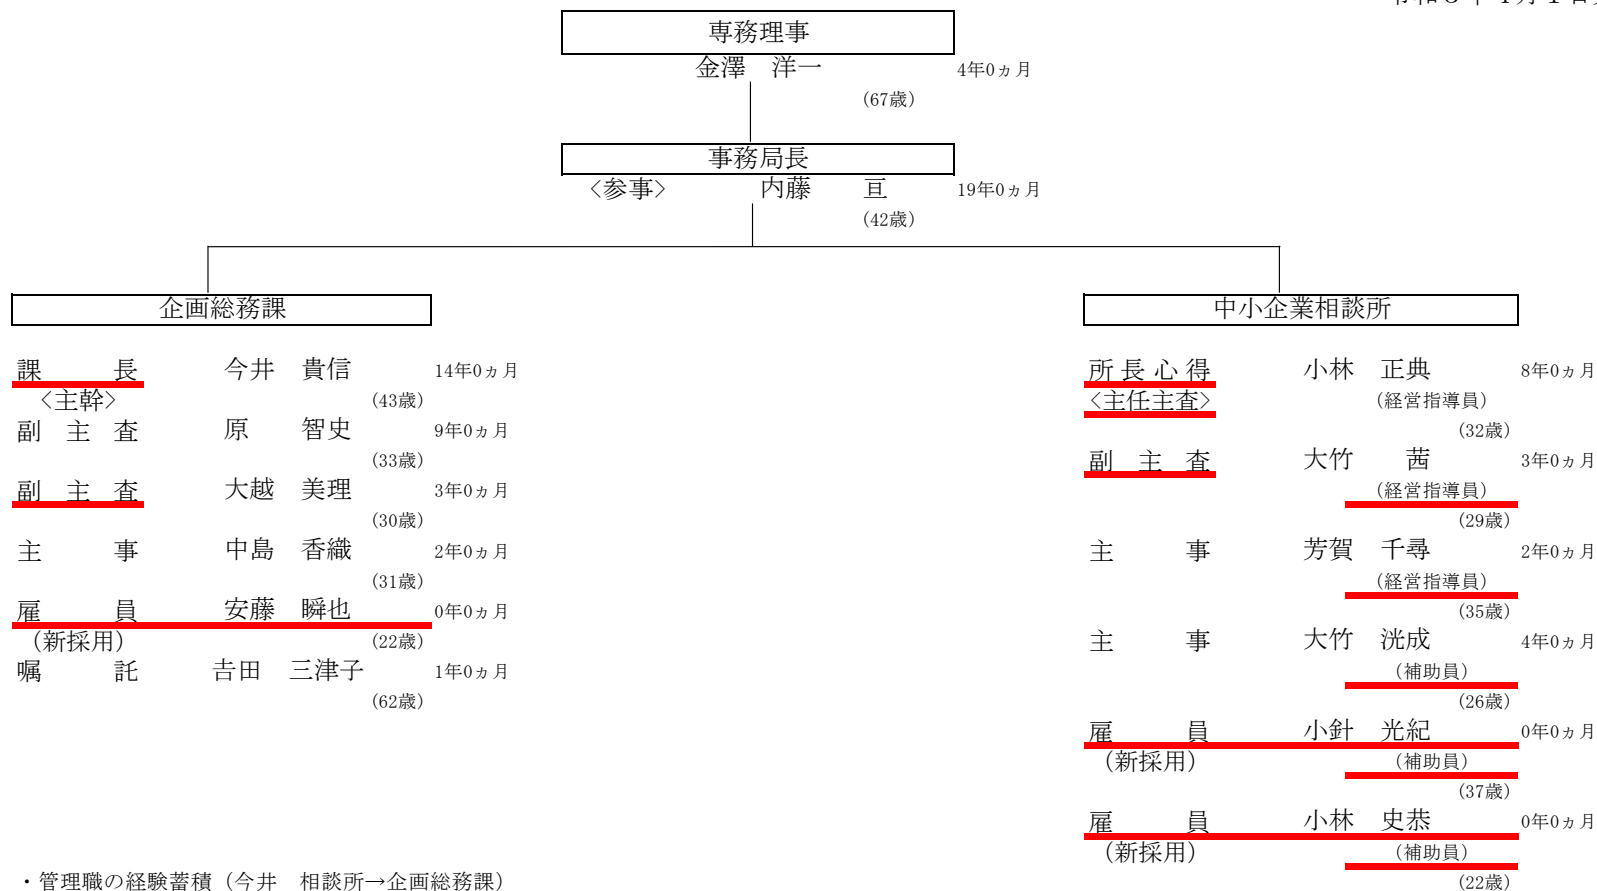 専務理事
金澤　洋一　4年0ヵ月
(67歳)
事務局長
〈参事〉　内藤　亘　19年0ヵ月
(42歳)
企画総務課
課長　今井　貴信　14年0ヵ月
〈主幹〉　(43歳)
副主査　原　智史　9年0ヵ月
(33歳)
副主査　大越　美理　3年0ヵ月
(30歳)
主事　中島　香織　2年0ヵ月
(31歳)
雇員　安藤　瞬也　0年0ヵ月
(新採用)　(22歳)
嘱託　𠮷田　三津子　1年0ヵ月
(62歳)
・管理職の経験蓄積（今井　相談所→企画総務課）
中小企業相談所
所長心得　小林　正典　8年0ヵ月
〈主任主査〉　(経営指導員)
(32歳)
副主査　大竹　茜　3年0ヵ月
(経営指導員)
(29歳)
主事　芳賀　千尋　2年0ヵ月
(経営指導員)
(35歳)
主事　大竹　洸成　4年0ヵ月
(補助員)
(26歳)
雇員　小針　光紀　0年0ヵ月
(新採用)　(補助員)
(37歳)
雇員　小林　史恭　0年0ヵ月
(新採用)　(補助員)
(22歳)